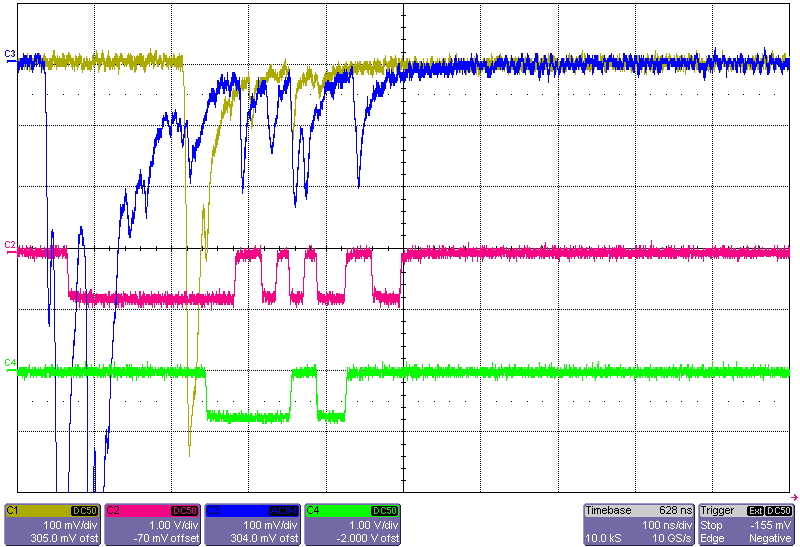 C3
C2
C4
C1 DC50
100 mV/div
305.0 mV ofst
C2 DC50
1.00 V/div
-70 mV offset
C3 AC1M
100 mV/div
304.0 mV ofst
C4 DC50
1.00 V/div
-2.000 V ofst
Timebase 628 ns
100 ns/div
10.0 kS 10 GS/s
Trigger Ext DC50
Stop -155 mV
Edge Negative